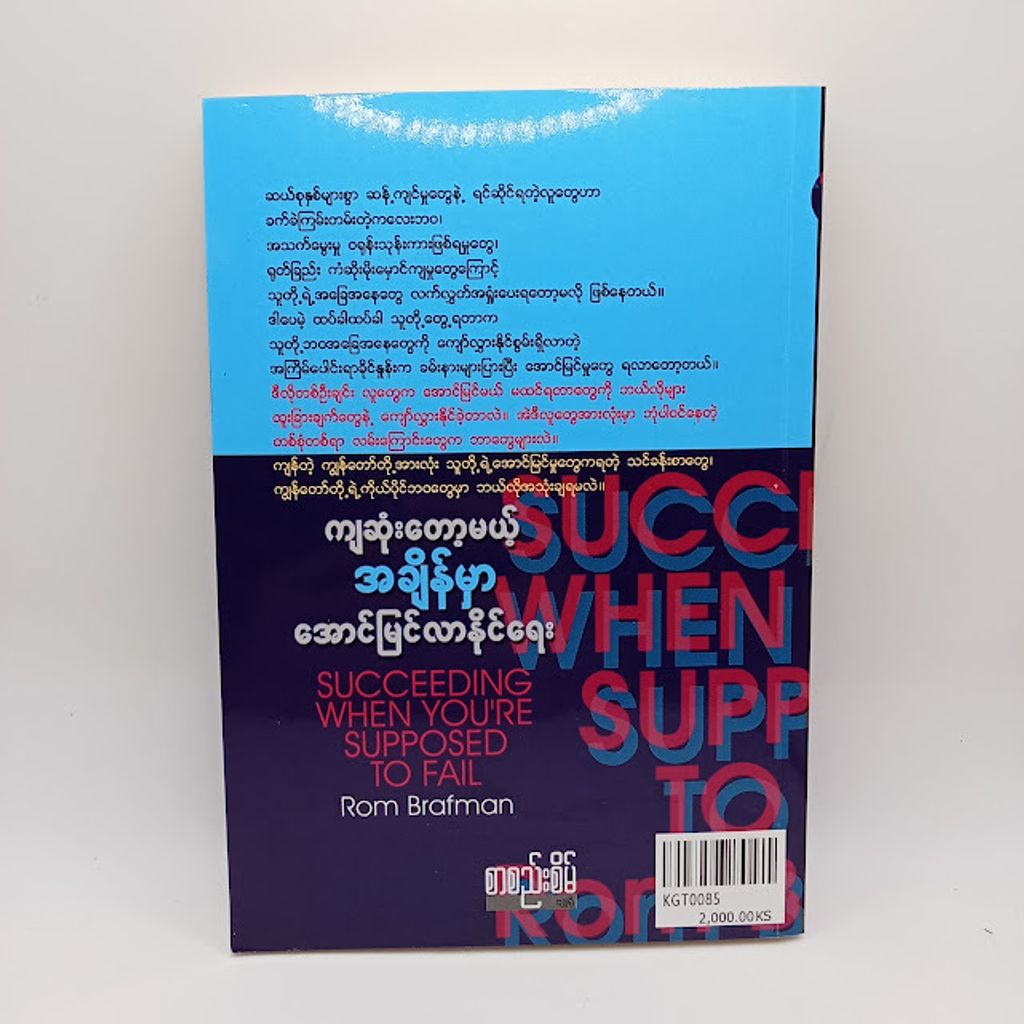 ဆယ်စုနှစ်များစွာ ဆန့်ကျင်မှုတွေနဲ့ ရင်ဆိုင်ရတဲ့လူတွေဟာ
ခက်ခဲကြမ်းတမ်းတဲ့ကလေးဘဝ၊
အသက်မွေးမှု ဝရုန်းသုန်းကားဖြစ်ရမှုတွေ၊
ရုတ်ခြည်း ကံဆိုးမိုးမှောင်ကျမှုတွေကြောင့်
သူတို့ရဲ့အခြေအနေတွေ လက်လွှတ်အရှုံးပေးရတော့မလို ဖြစ်နေတယ်။
ဒါပေမဲ့ ထပ်ခါထပ်ခါ သူတို့တွေ့ရတာက
သူတို့ဘဝအခြေအနေတွေကို ကျော်လွှားနိုင်စွမ်းရှိလာတဲ့
အကြိမ်ပေါင်းရာခိုင်နှုန်းက ခမ်းနားများပြားပြီး အောင်မြင်မှုတွေ ရလာတော့တယ်။
ဒီလိုတစ်ဦးချင်း လူတွေက အောင်မြင်မယ် မထင်ရတာတွေကို ဘယ်လိုများ
ထူးခြားချက်တွေနဲ့ ကျော်လွှားနိုင်ခဲ့တာလဲ။ အဲဒီလူတွေအားလုံးမှာ ဘုံပါဝင်နေတဲ့
တစ်စုံတစ်ရာ လမ်းကြောင်းတွေက ဘာတွေများလဲ။
ကျန်တဲ့ ကျွန်တော်တို့အားလုံး သူတို့ရဲ့အောင်မြင်မှုတွေကရတဲ့ သင်ခန်းစာတွေ၊
ကျွန်တော်တို့ရဲ့ကိုယ်ပိုင်ဘဝတွေမှာ ဘယ်လိုအသုံးချရမလဲ။
ကျဆုံးတော့မယ့်
အချိန်မှာ
အောင်မြင်လာနိုင်ရေး
SUCCEEDING
WHEN YOU'RE
SUPPOSED
TO FAIL
Rom Brafman
SUCC
WHEN
SUPP
TO
Rom B
စာစည်းစိမ်
KGT0085
2,000.00KS